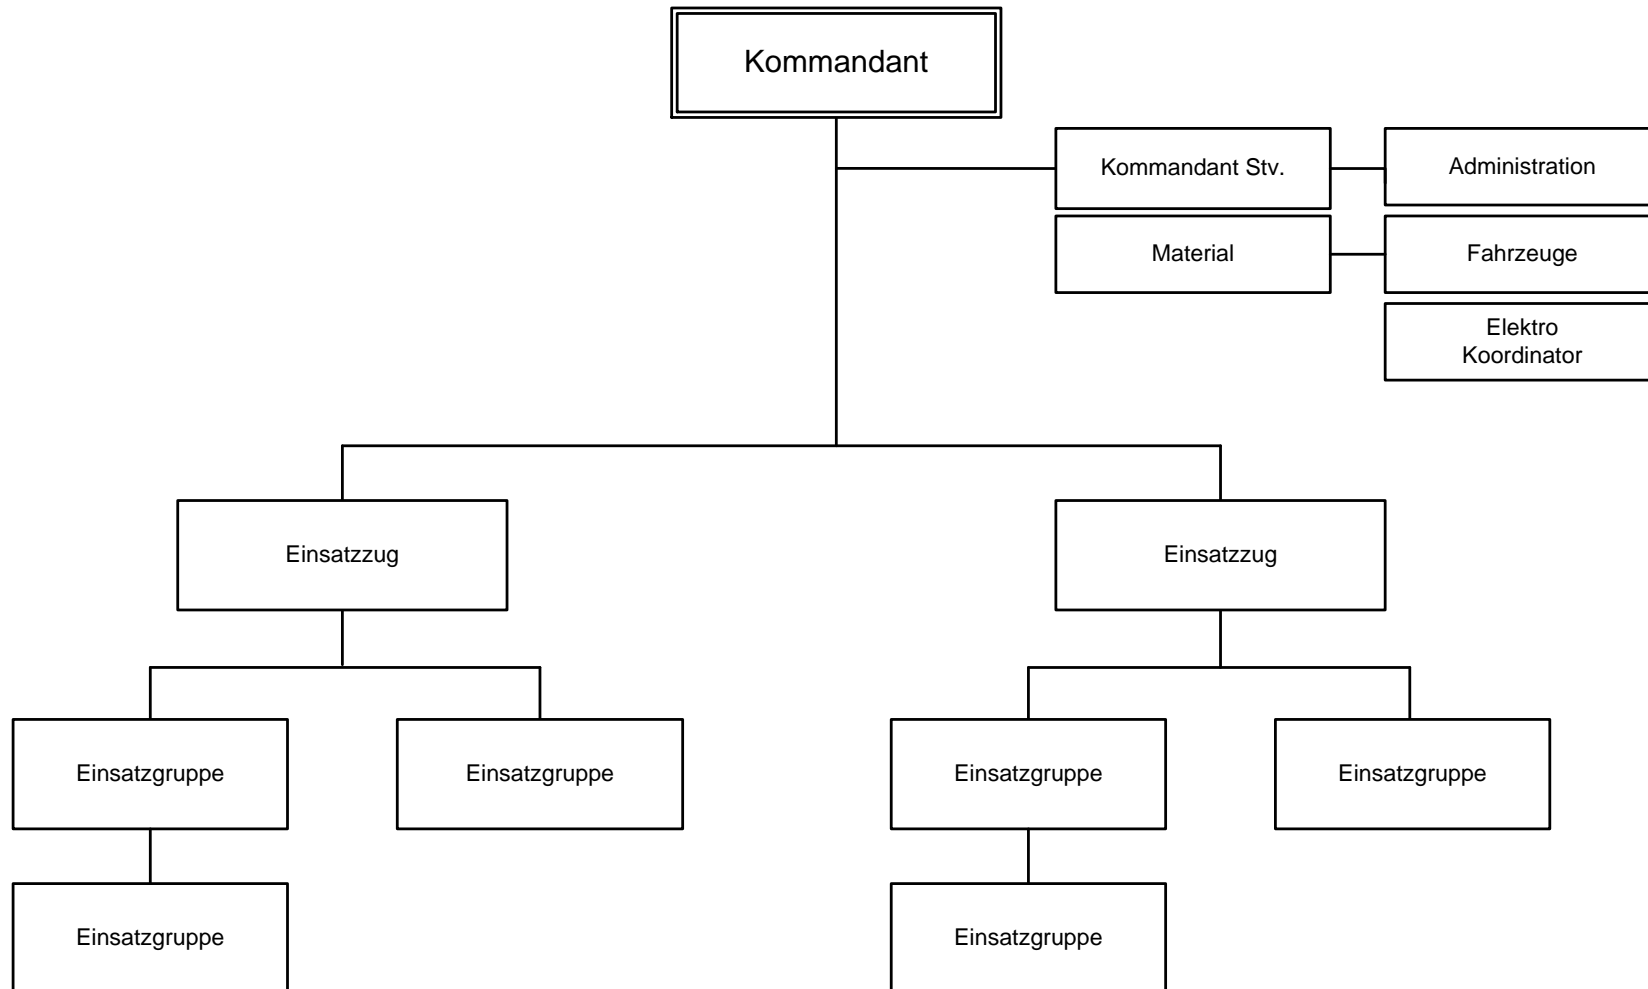 Kommandant
Kommandant Stv.
Administration
Material
Fahrzeuge
Elektro
Koordinator
Einsatzzug
Einsatzzug
Einsatzgruppe
Einsatzgruppe
Einsatzgruppe
Einsatzgruppe
Einsatzgruppe
Einsatzgruppe